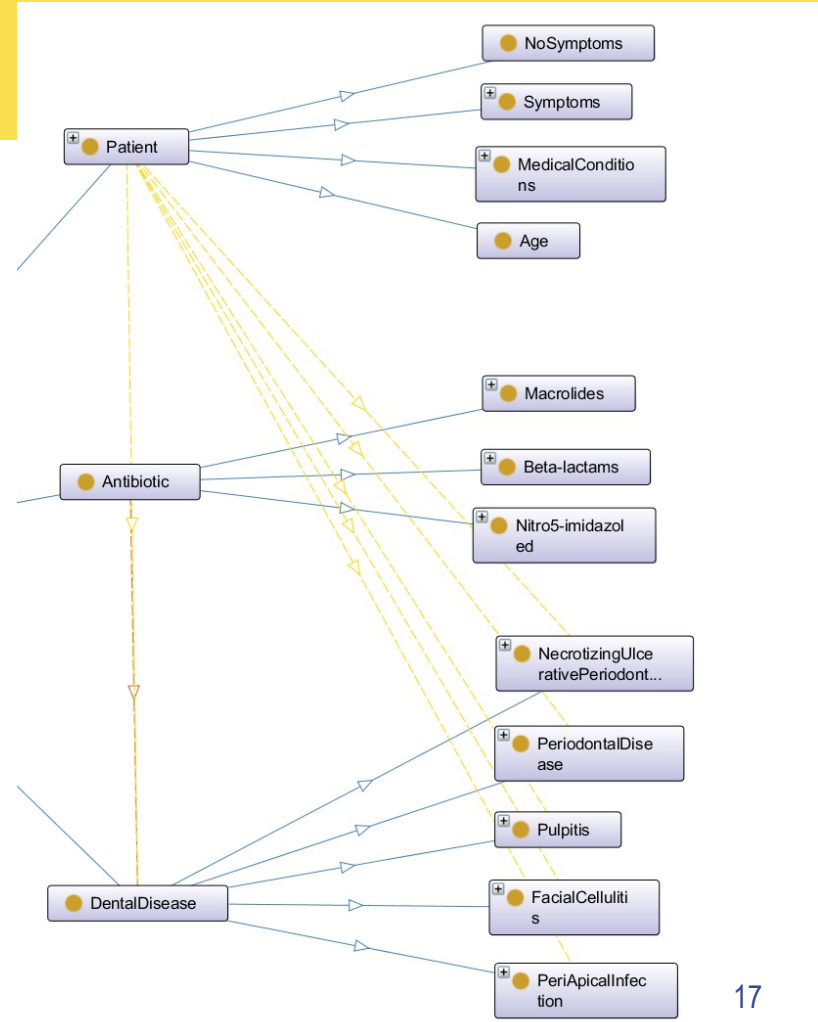 NoSymptoms
Symptoms
Patient
MedicalConditio
ns
Age
Macrolides
Beta-lactams
Antibiotic
Nitro5-imidazol
ed
NecrotizingUlce
rativePeriodont...
PeriodontalDise
ase
Pulpitis
DentalDisease
FacialCelluliti
s
PeriApicalInfec
tion
17